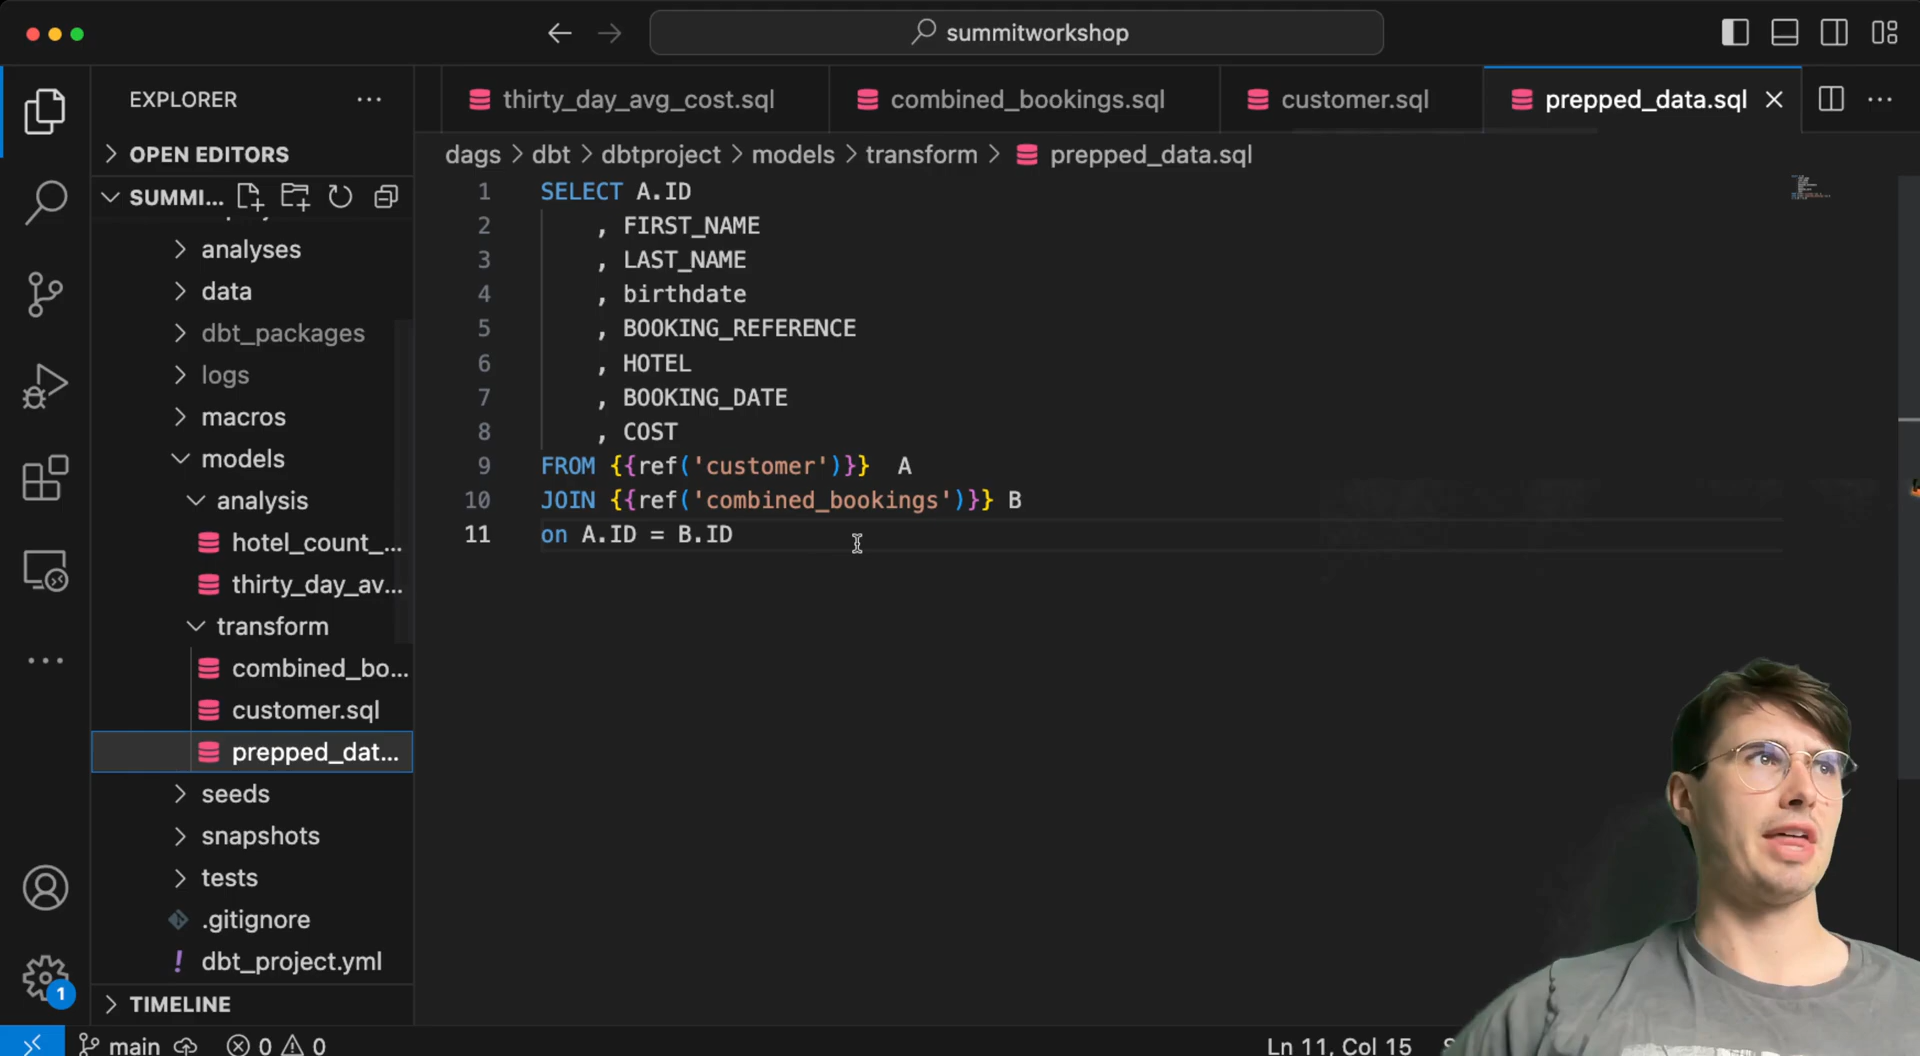 summitworkshop
EXPLORER
thirty_day_avg_cost.sql
combined_bookings.sql
customer.sql
prepped_data.sql
OPEN EDITORS
dags > dbt > dbtproject > models > transform > prepped_data.sql
SUMMI...
analyses
data
dbt_packages
logs
macros
models
analysis
hotel_count_...
thirty_day_av...
transform
combined_bo...
customer.sql
prepped_dat...
seeds
snapshots
tests
.gitignore
! dbt_project.yml
TIMELINE
1 SELECT A.ID
2 , FIRST_NAME
3 , LAST_NAME
4 , birthdate
5 , BOOKING_REFERENCE
6 , HOTEL
7 , BOOKING_DATE
8 , COST
9 FROM {{ref('customer')}} A
10 JOIN {{ref('combined_bookings')}} B
11 on A.ID = B.ID
1
main 0 0
Ln 11, Col 15